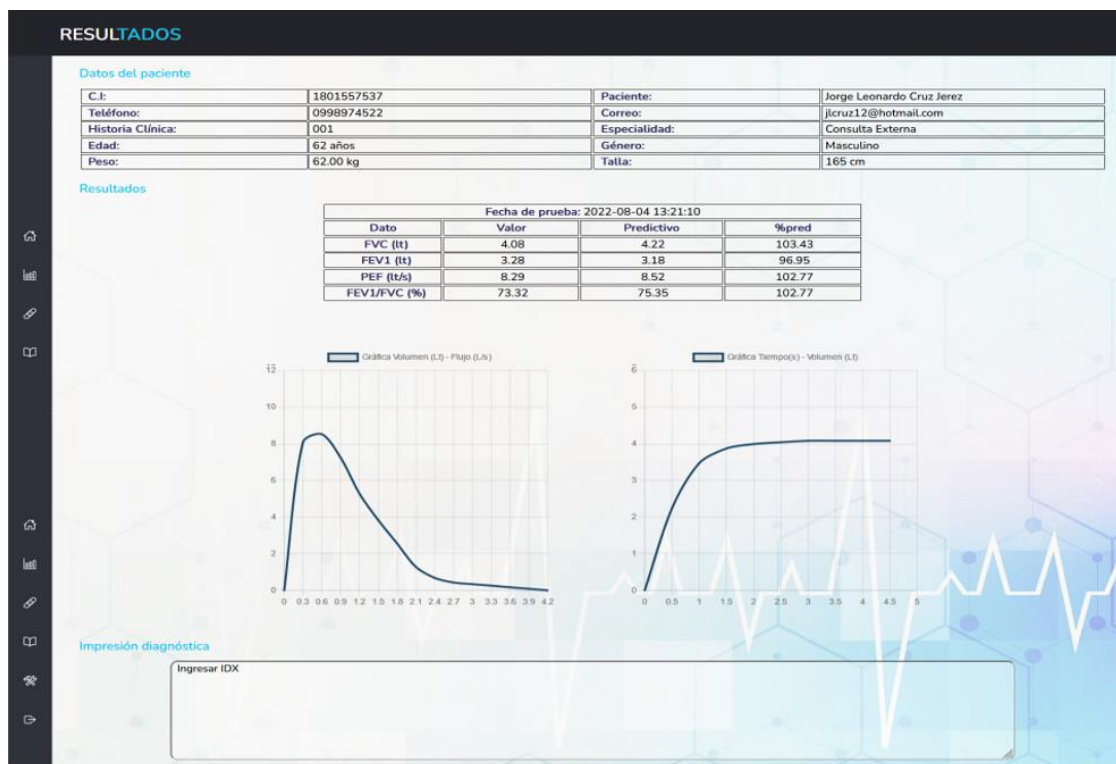 RESULTADOS
Datos del paciente
C.I: 1801557537 Paciente: Jorge Leonardo Cruz Jerez
Teléfono: 0998974522 Correo: jlcruz12@hotmail.com
Historia Clínica: 001 Especialidad: Consulta Externa
Edad: 62 años Género: Masculino
Peso: 62.00 kg Talla: 165 cm
Resultados
Fecha de prueba: 2022-08-04 13:21:10
Dato Valor Predictivo %pred
FVC (lt) 4.08 4.22 103.43
FEV1 (lt) 3.28 3.18 96.95
PEF (lt/s) 8.29 8.52 102.77
FEV1/FVC (%) 73.32 75.35 102.77
Gráfica Volumen (Lt) - Flujo (L/s)
12
10
8
6
4
2
0
0 0.3 0.6 0.9 1.2 1.5 1.8 2.1 2.4 2.7 3 3.3 3.6 3.9 4.2
Gráfica Tiempo(s) - Volumen (Lt)
6
5
4
3
2
1
0
0 0.5 1 1.5 2 2.5 3 3.5 4 4.5 5
Impresión diagnóstica
Ingresar IDX